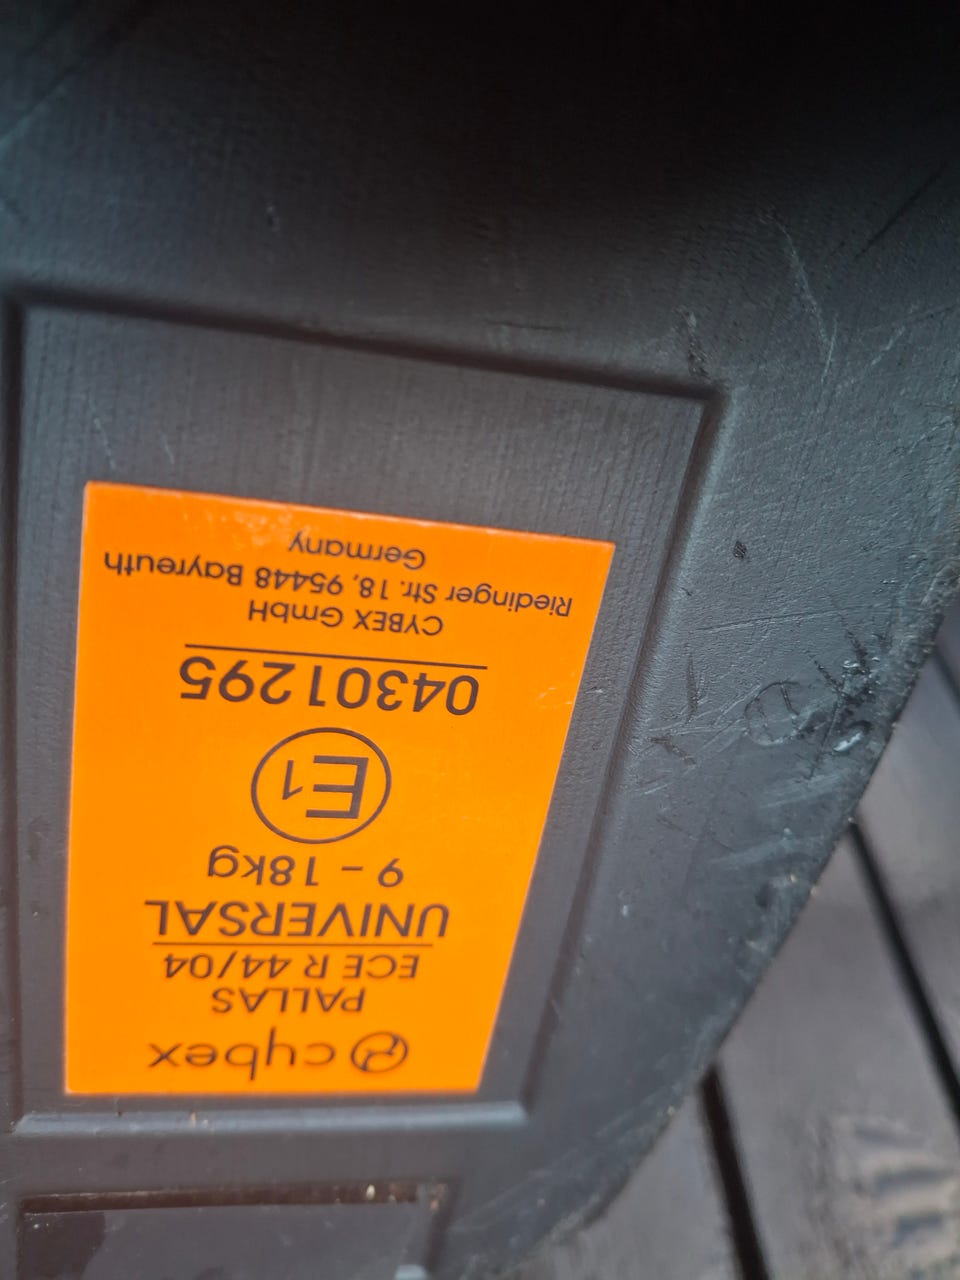 cybex
PALLAS
ECE R 44/04
UNIVERSAL
9 - 18kg
E1
04301295
CYBEX GmbH
Riedinger Str. 18, 95448 Bayreuth
Germany